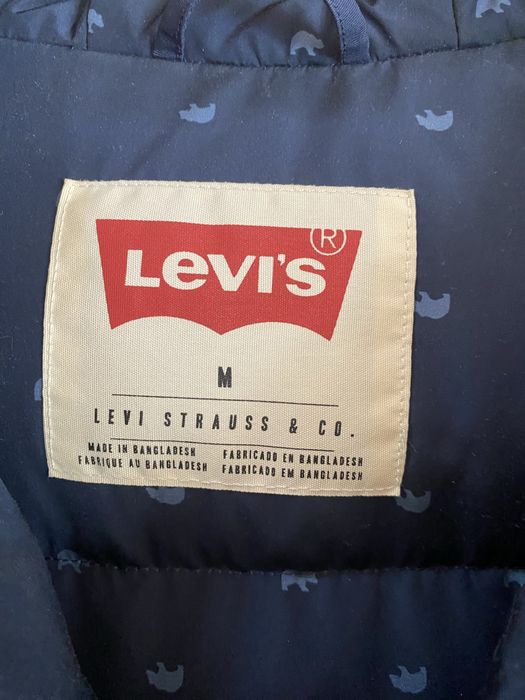 LEVI'S ®
M
LEVI STRAUSS & CO.
MADE IN BANGLADESH FABRICADO EN BANGLADESH
FABRIQUE AU BANGLADESH FABRICADO EM BANGLADESH